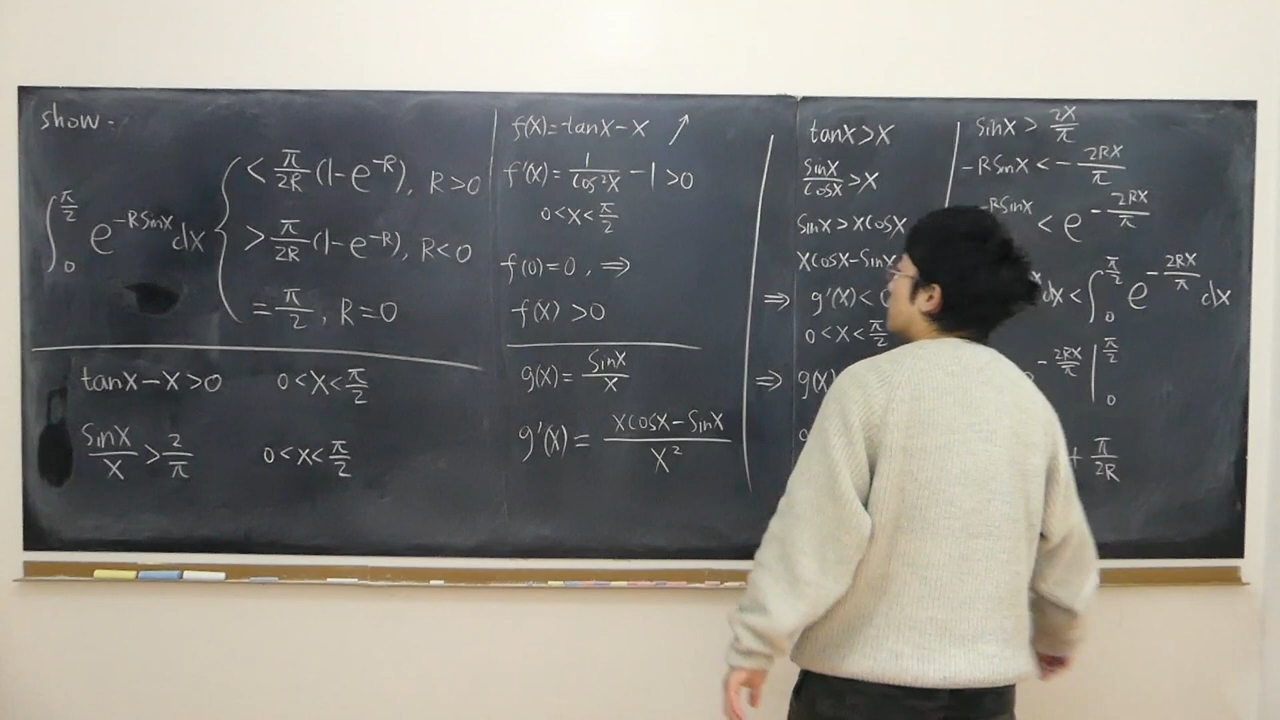 show.
∫₀^{π/2} e^{-RSinX} dx { < π/2R (1-e^{-R}), R>0
> π/2R (1-e^{-R}), R<0
= π/2, R=0
tanX-X>0 0<X<π/2
SinX/X > 2/π 0<X<π/2
f(X)=tanX-X ↗
f'(X)= 1/Cos²X -1>0
0<X<π/2
f(0)=0, ⇒
f(X)>0
g(X)= SinX/X
g'(X)= (XCOSX-SinX)/X²
tanX>X
SinX/COSX >X
SinX>XCOSX
XCOSX-Sin
⇒ g'(X)<
0<X<π/2
⇒ g(X)
SinX > 2X/π
-RSinX < -2RX/π
-RSinX < e^{-2RX/π}
dx < ∫₀^{π/2} e^{-2RX/π} dx
-2RX/π |₀^{π/2}
+ π/2R